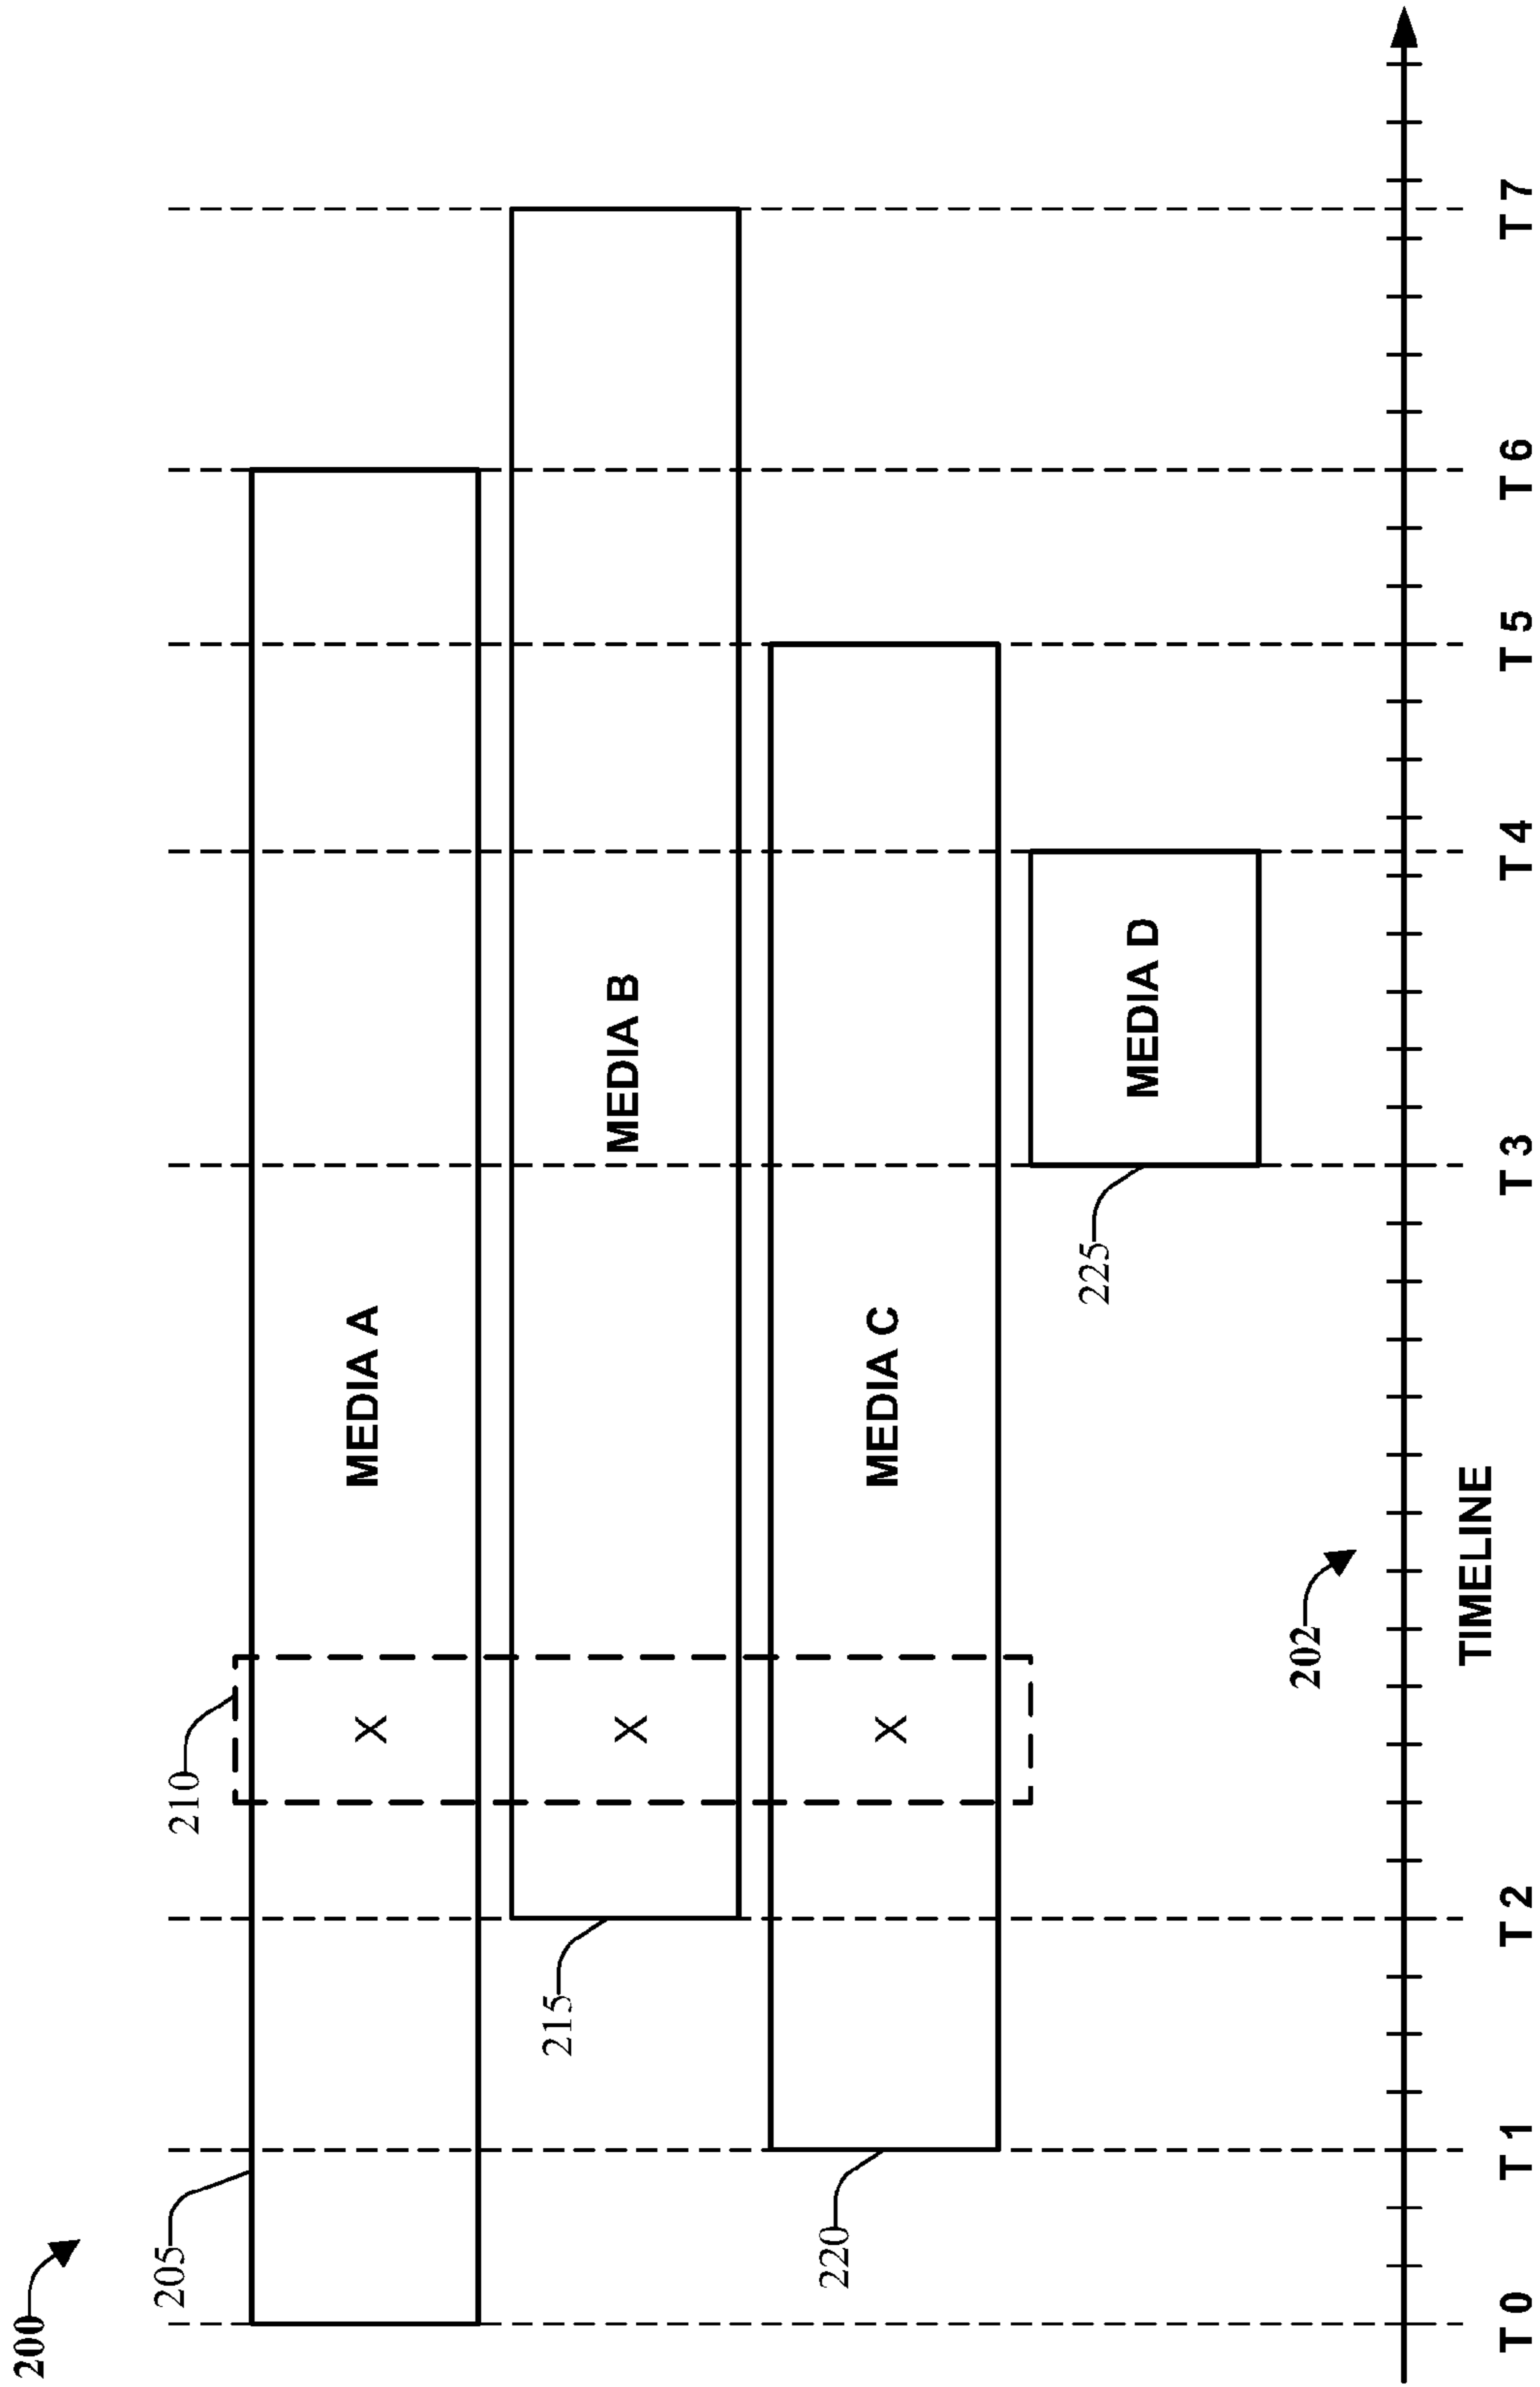 200
205
210
MEDIA A
X
215
MEDIA B
X
220
MEDIA C
X
225
MEDIA D
202
TIMELINE
T 0
T 1
T 2
T 3
T 4
T 5
T 6
T 7